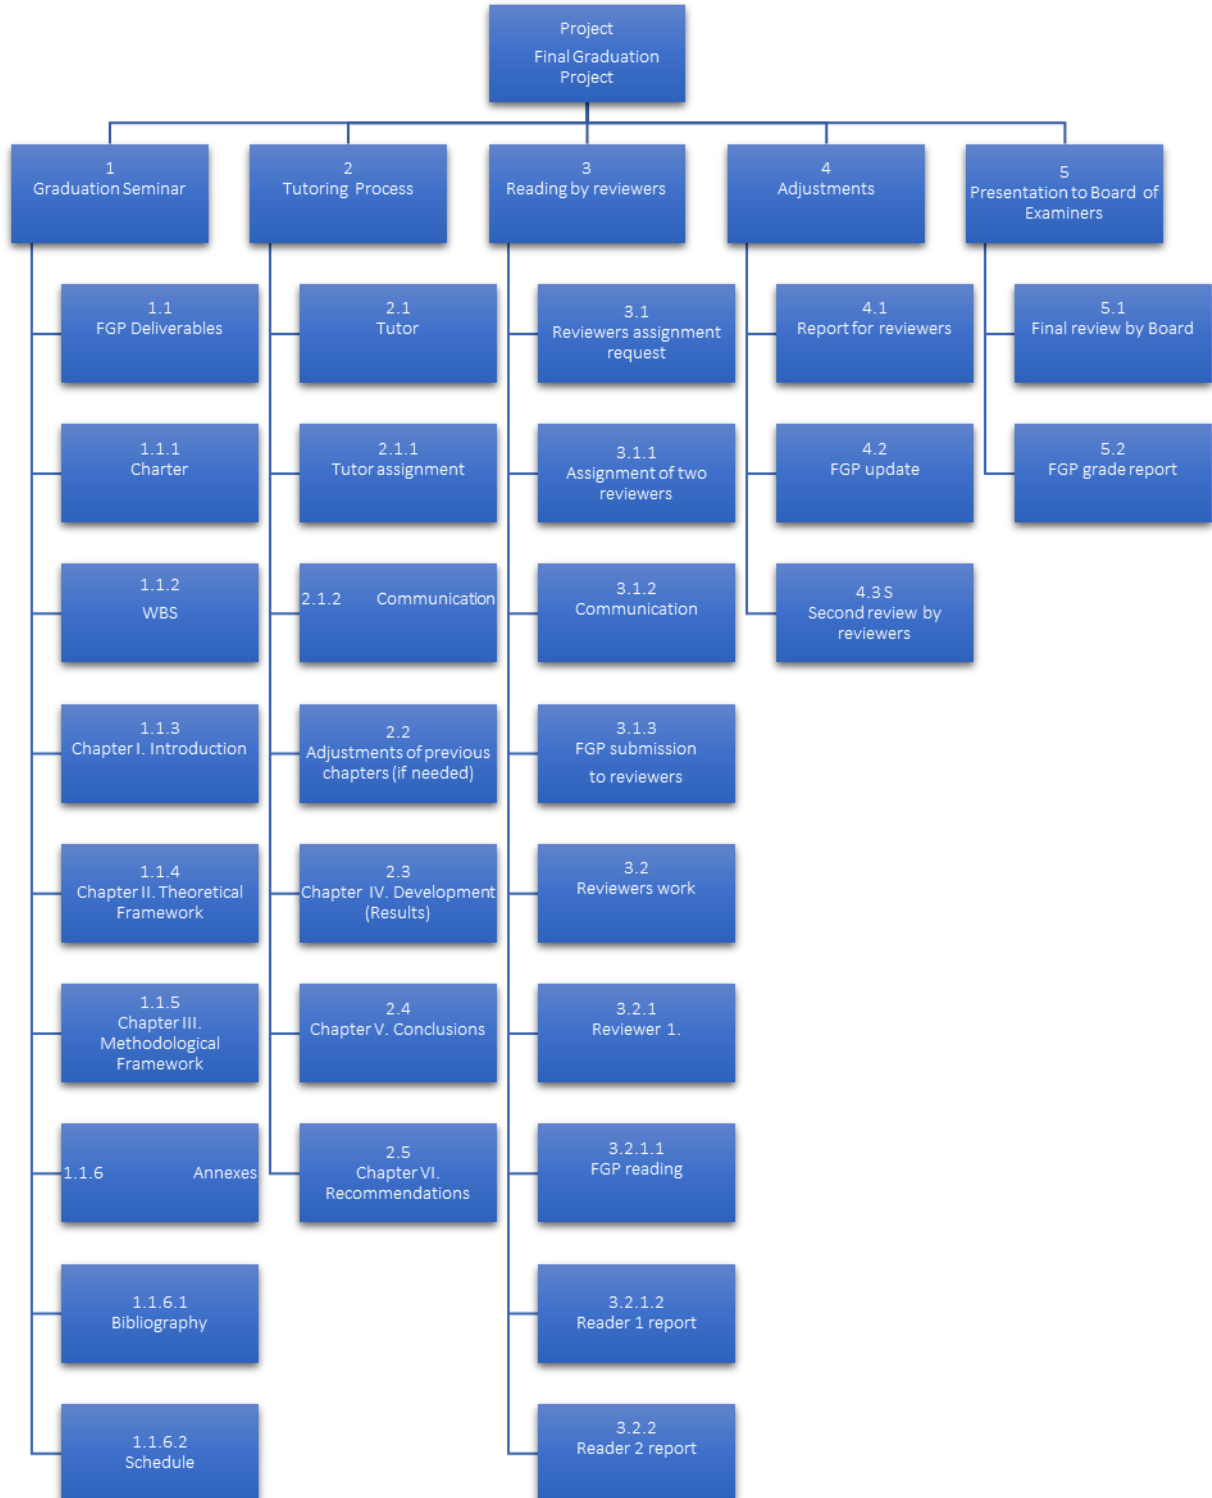 Project
Final Graduation
Project
1
Graduation Seminar
2
Tutoring Process
3
Reading by reviewers
4
Adjustments
5
Presentation to Board of
Examiners
1.1
FGP Deliverables
1.1.1
Charter
1.1.2
WBS
1.1.3
Chapter I. Introduction
1.1.4
Chapter II. Theoretical
Framework
1.1.5
Chapter III.
Methodological
Framework
1.1.6 Annexes
1.1.6.1
Bibliography
1.1.6.2
Schedule
2.1
Tutor
2.1.1
Tutor assignment
2.1.2 Communication
2.2
Adjustments of previous
chapters (if needed)
2.3
Chapter IV. Development
(Results)
2.4
Chapter V. Conclusions
2.5
Chapter VI.
Recommendations
3.1
Reviewers assignment
request
3.1.1
Assignment of two
reviewers
3.1.2
Communication
3.1.3
FGP submission
to reviewers
3.2
Reviewers work
3.2.1
Reviewer 1.
3.2.1.1
FGP reading
3.2.1.2
Reader 1 report
3.2.2
Reader 2 report
4.1
Report for reviewers
4.2
FGP update
4.3 S
Second review by
reviewers
5.1
Final review by Board
5.2
FGP grade report